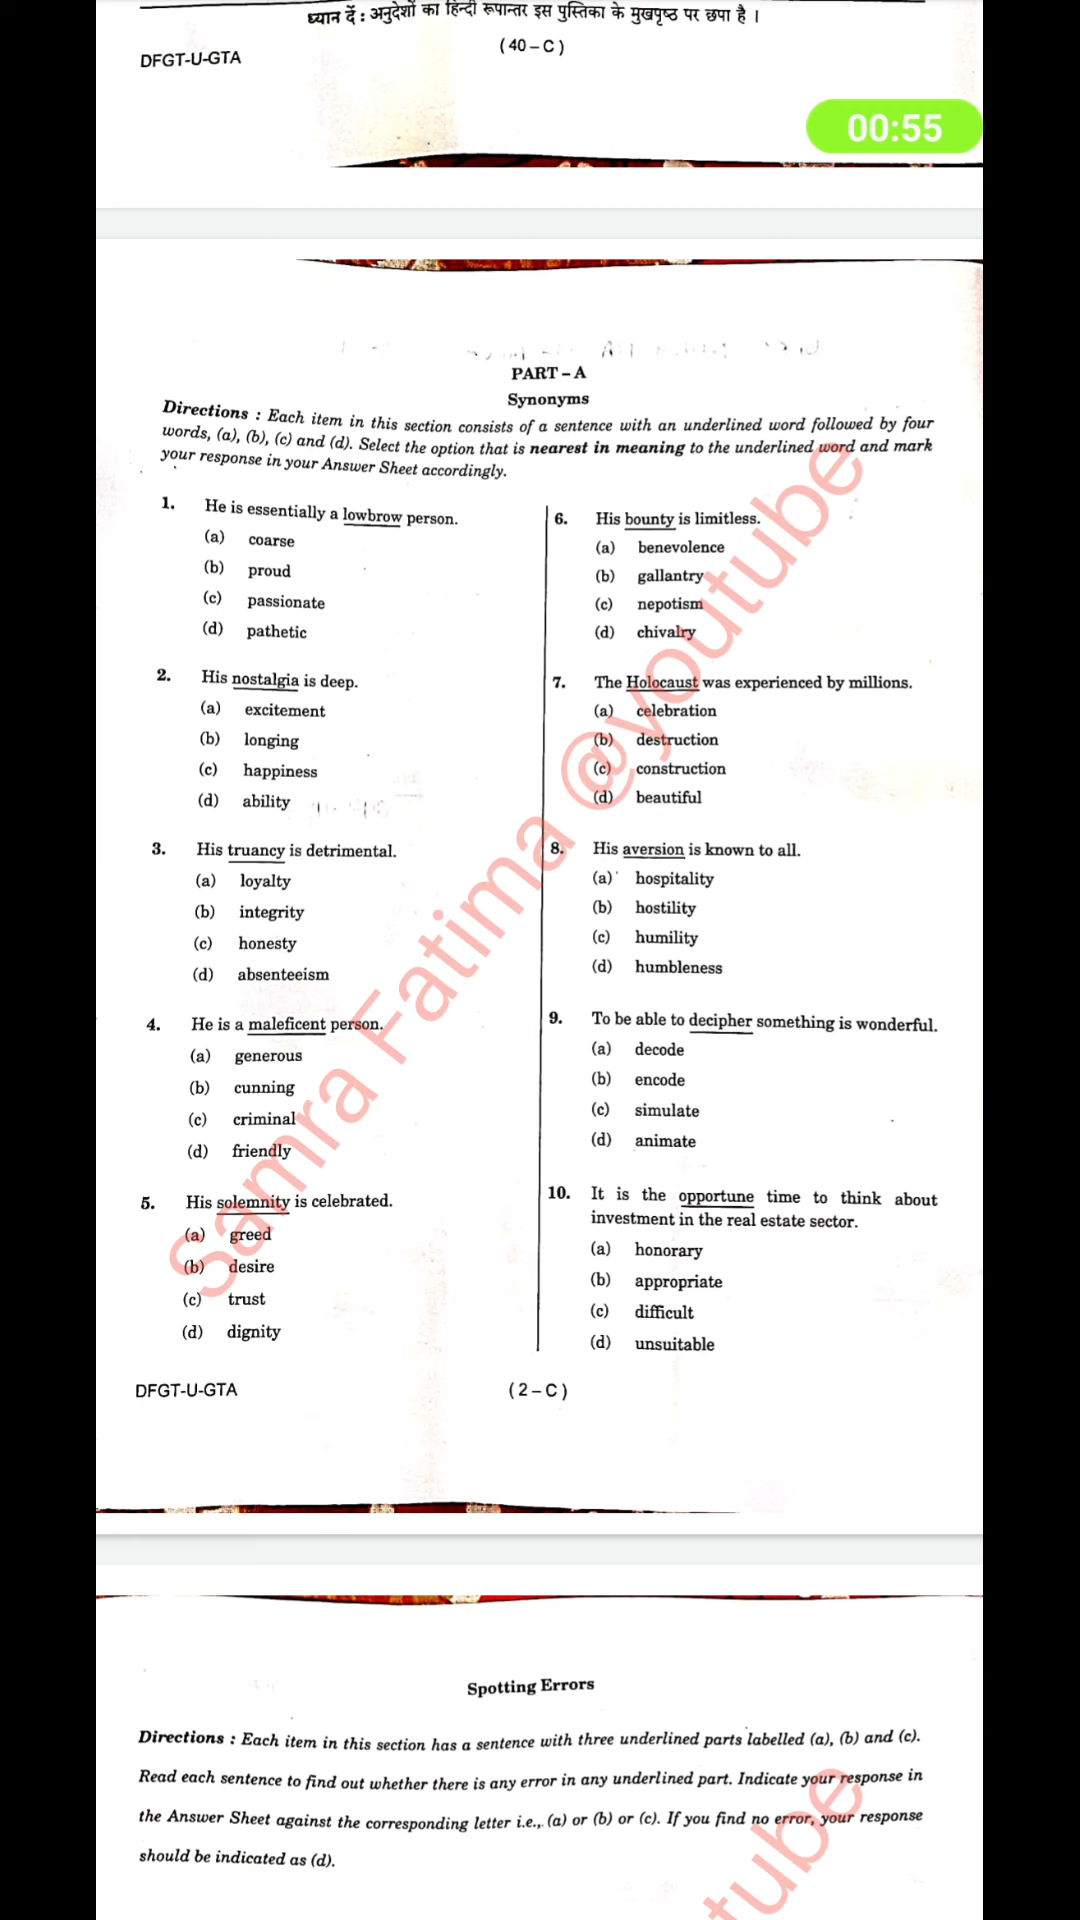 ध्यान दें : अनुदेशों का हिन्दी रूपान्तर इस पुस्तिका के मुखपृष्ठ पर छपा है ।
( 40 – C )
DFGT-U-GTA
00:55
PART – A
Synonyms
Directions : Each item in this section consists of a sentence with an underlined word followed by four
words, (a), (b), (c) and (d). Select the option that is nearest in meaning to the underlined word and mark
your response in your Answer Sheet accordingly.
1. He is essentially a lowbrow person.
(a) coarse
(b) proud
(c) passionate
(d) pathetic
2. His nostalgia is deep.
(a) excitement
(b) longing
(c) happiness
(d) ability
3. His truancy is detrimental.
(a) loyalty
(b) integrity
(c) honesty
(d) absenteeism
4. He is a maleficent person.
(a) generous
(b) cunning
(c) criminal
(d) friendly
5. His solemnity is celebrated.
(a) greed
(b) desire
(c) trust
(d) dignity
6. His bounty is limitless.
(a) benevolence
(b) gallantry
(c) nepotism
(d) chivalry
7. The Holocaust was experienced by millions.
(a) celebration
(b) destruction
(c) construction
(d) beautiful
8. His aversion is known to all.
(a) hospitality
(b) hostility
(c) humility
(d) humbleness
9. To be able to decipher something is wonderful.
(a) decode
(b) encode
(c) simulate
(d) animate
10. It is the opportune time to think about
investment in the real estate sector.
(a) honorary
(b) appropriate
(c) difficult
(d) unsuitable
Samra Fatima @youtube
DFGT-U-GTA
( 2 – C )
Spotting Errors
Directions : Each item in this section has a sentence with three underlined parts labelled (a), (b) and (c).
Read each sentence to find out whether there is any error in any underlined part. Indicate your response in
the Answer Sheet against the corresponding letter i.e., (a) or (b) or (c). If you find no error, your response
should be indicated as (d).
tube